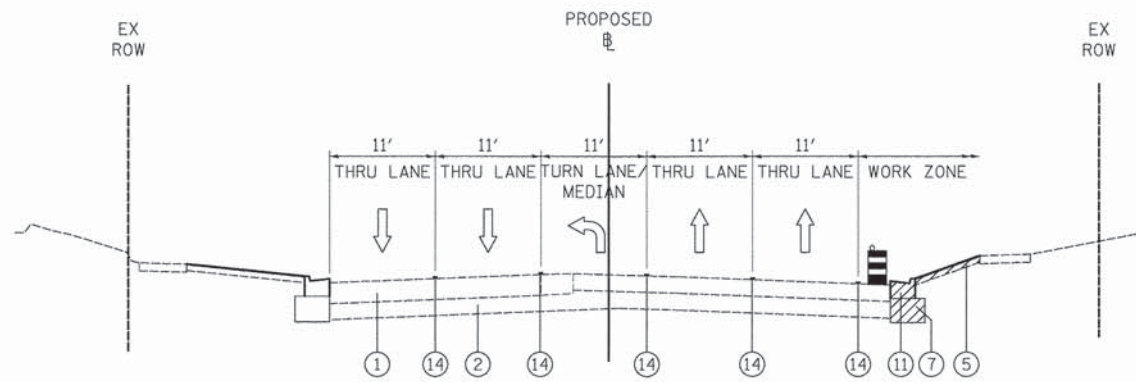 PROPOSED
℄
EX
ROW
EX
ROW
11' 11' 11' 11' 11'
THRU LANE THRU LANE TURN LANE/ MEDIAN THRU LANE THRU LANE WORK ZONE
1 14 2 14 14 14 14 11 7 5